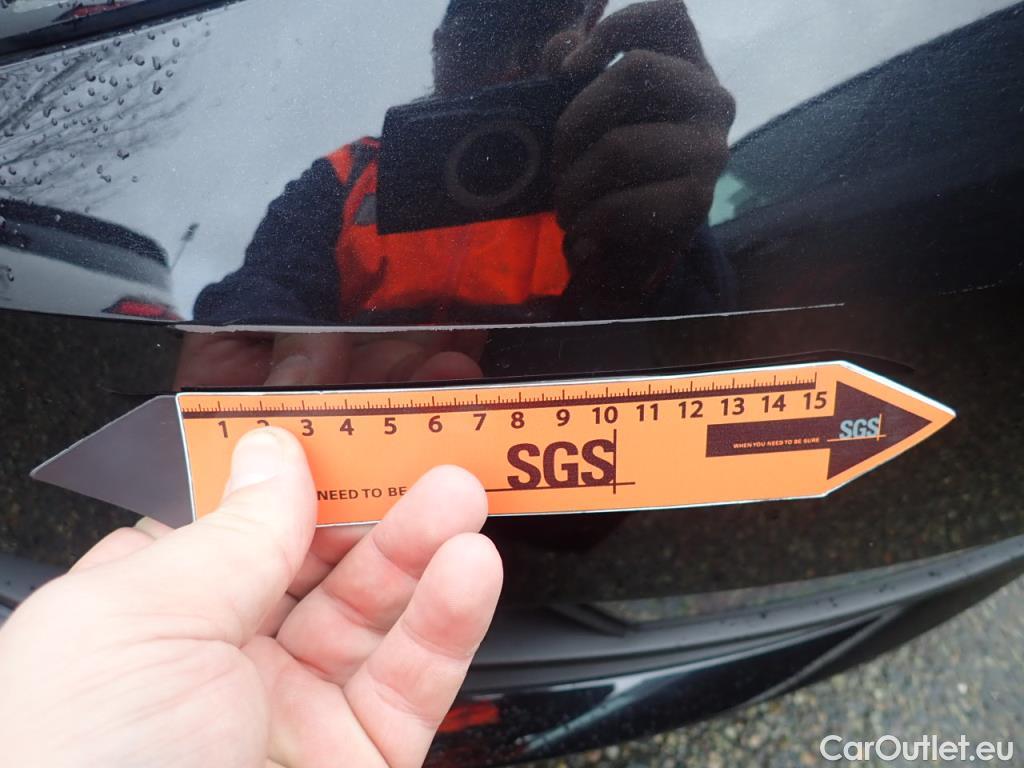 1 2 3 4 5 6 7 8 9 10 11 12 13 14 15
SGS
NEED TO BE
WHEN YOU NEED TO BE SURE
SGS
CarOutlet.eu